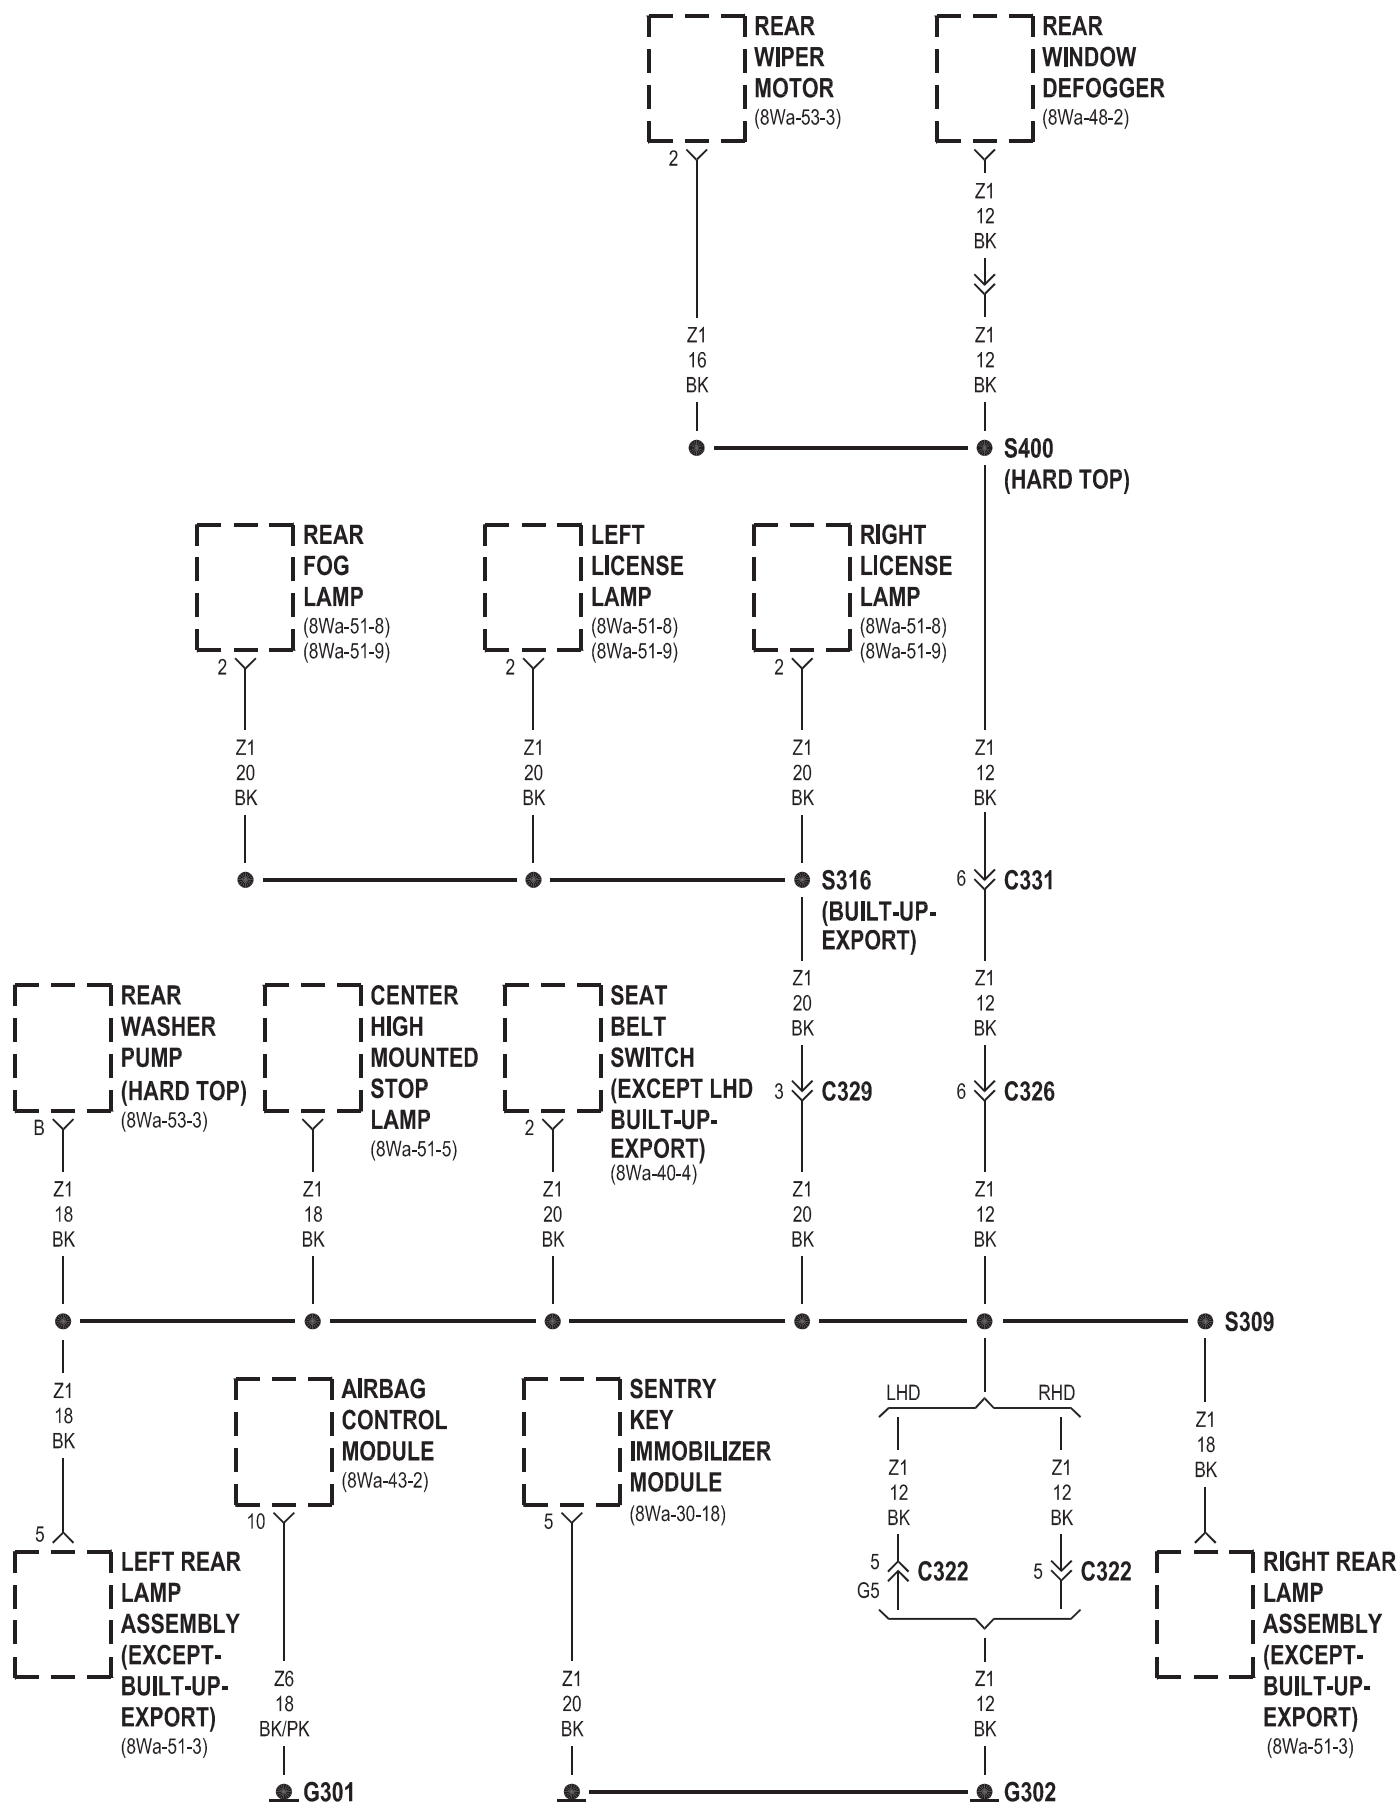 REAR
WIPER
MOTOR
(8Wa-53-3)
2
REAR
WINDOW
DEFOGGER
(8Wa-48-2)
Z1
12
BK
Z1
16
BK
Z1
12
BK
S400
(HARD TOP)
REAR
FOG
LAMP
(8Wa-51-8)
(8Wa-51-9)
2
LEFT
LICENSE
LAMP
(8Wa-51-8)
(8Wa-51-9)
2
RIGHT
LICENSE
LAMP
(8Wa-51-8)
(8Wa-51-9)
2
Z1
20
BK
Z1
20
BK
Z1
20
BK
Z1
12
BK
S316
(BUILT-UP-
EXPORT)
6
C331
REAR
WASHER
PUMP
(HARD TOP)
(8Wa-53-3)
B
CENTER
HIGH
MOUNTED
STOP
LAMP
(8Wa-51-5)
SEAT
BELT
SWITCH
(EXCEPT LHD
BUILT-UP-
EXPORT)
(8Wa-40-4)
2
Z1
20
BK
Z1
12
BK
3
C329
6
C326
Z1
18
BK
Z1
18
BK
Z1
20
BK
Z1
20
BK
Z1
12
BK
S309
Z1
18
BK
5
AIRBAG
CONTROL
MODULE
(8Wa-43-2)
10
SENTRY
KEY
IMMOBILIZER
MODULE
(8Wa-30-18)
5
LHD
RHD
Z1
12
BK
Z1
12
BK
Z1
18
BK
5
G5
C322
5
C322
LEFT REAR
LAMP
ASSEMBLY
(EXCEPT-
BUILT-UP-
EXPORT)
(8Wa-51-3)
RIGHT REAR
LAMP
ASSEMBLY
(EXCEPT-
BUILT-UP-
EXPORT)
(8Wa-51-3)
Z6
18
BK/PK
Z1
20
BK
Z1
12
BK
G301
G302